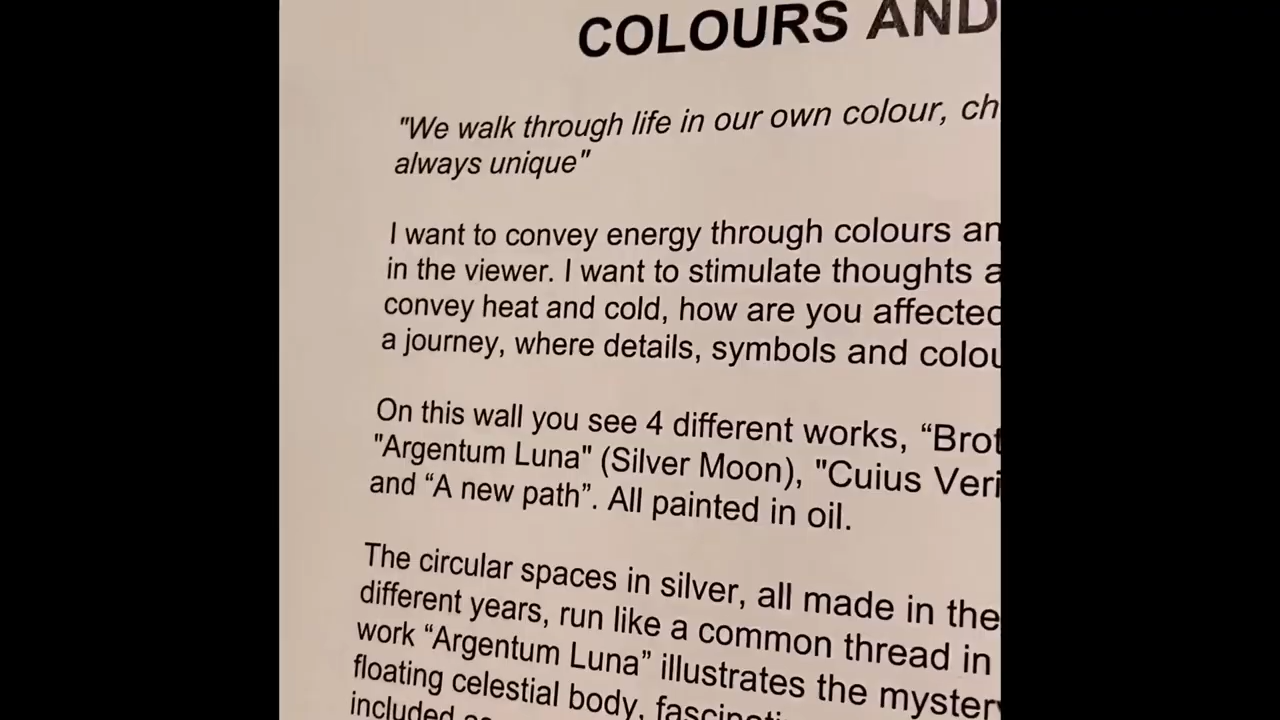 COLOURS AND
"We walk through life in our own colour, ch
always unique"
I want to convey energy through colours an
in the viewer. I want to stimulate thoughts a
convey heat and cold, how are you affected
a journey, where details, symbols and colou
On this wall you see 4 different works, “Brot
"Argentum Luna" (Silver Moon), "Cuius Veri
and “A new path”. All painted in oil.
The circular spaces in silver, all made in the
different years, run like a common thread in
work “Argentum Luna” illustrates the mystery
floating celestial body, fascinati
included